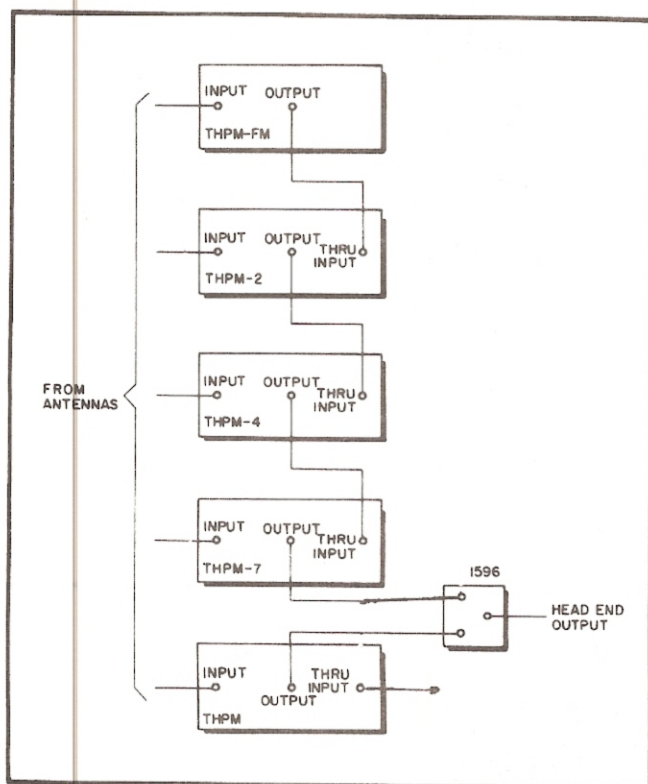 INPUT OUTPUT
THPM-FM
INPUT OUTPUT THRU
INPUT
THPM-2
FROM
ANTENNAS
INPUT OUTPUT THRU
INPUT
THPM-4
INPUT OUTPUT THRU
INPUT
THPM-7
1596
HEAD END
OUTPUT
INPUT THRU
INPUT
OUTPUT
THPM